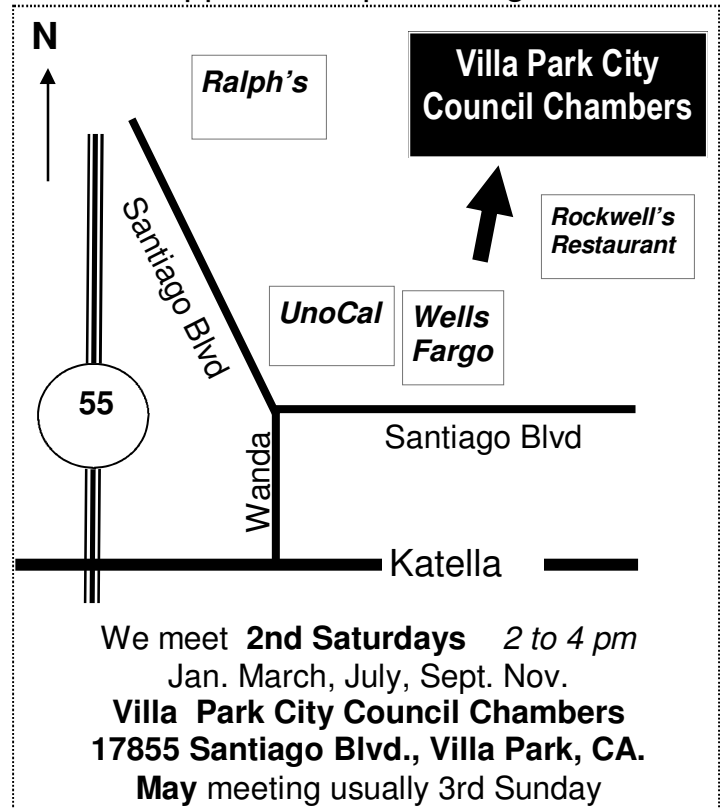 N
Ralph's
Villa Park City
Council Chambers
Rockwell's
Restaurant
Santiago Blvd
UnoCal
Wells
Fargo
55
Santiago Blvd
Wanda
Katella
We meet 2nd Saturdays 2 to 4 pm
Jan. March, July, Sept. Nov.
Villa Park City Council Chambers
17855 Santiago Blvd., Villa Park, CA.
May meeting usually 3rd Sunday